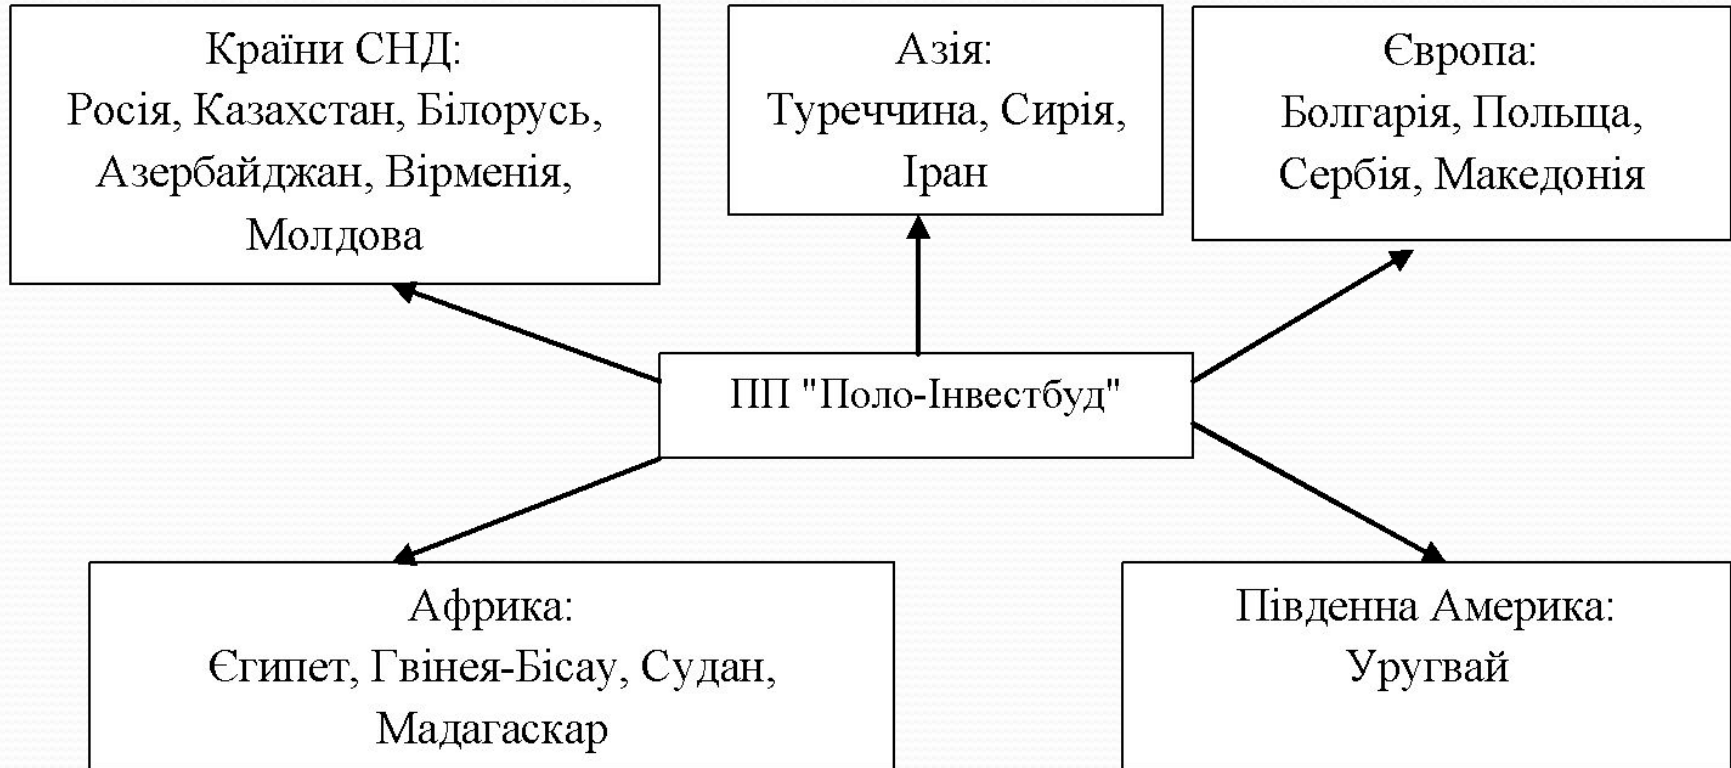 Країни СНД:
Росія, Казахстан, Білорусь,
Азербайджан, Вірменія,
Молдова
Азія:
Туреччина, Сирія,
Іран
Європа:
Болгарія, Польща,
Сербія, Македонія
ПП "Поло-Інвестбуд"
Африка:
Єгипет, Гвінея-Бісау, Судан,
Мадагаскар
Південна Америка:
Уругвай